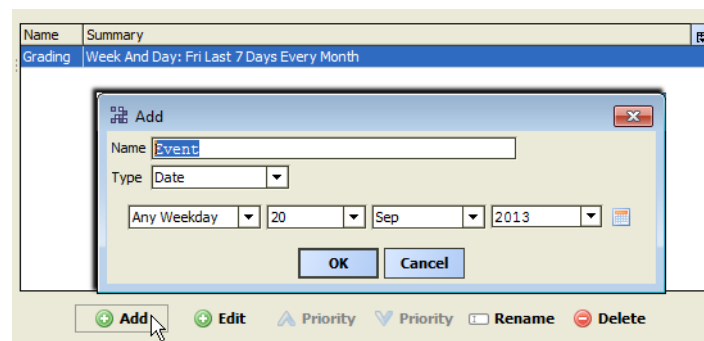 Name Summary
Grading Week And Day: Fri Last 7 Days Every Month
Add
Name Event
Type Date
Any Weekday 20 Sep 2013
OK Cancel
Add Edit Priority Priority Rename Delete